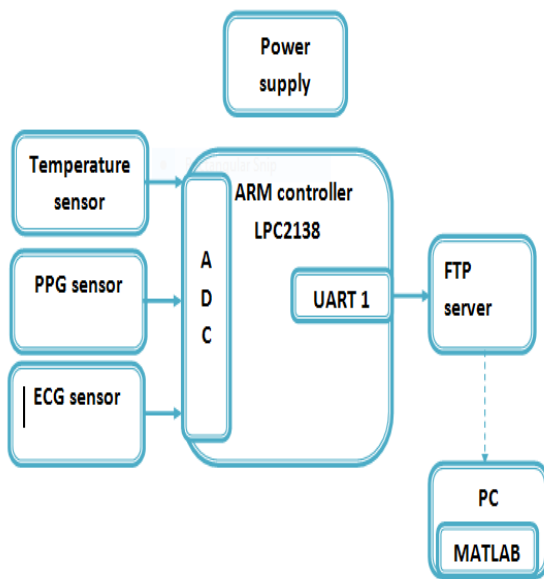 Power
supply
Temperature
sensor
ARM controller
LPC2138
PPG sensor
A
D
C
UART 1
FTP
server
ECG sensor
PC
MATLAB